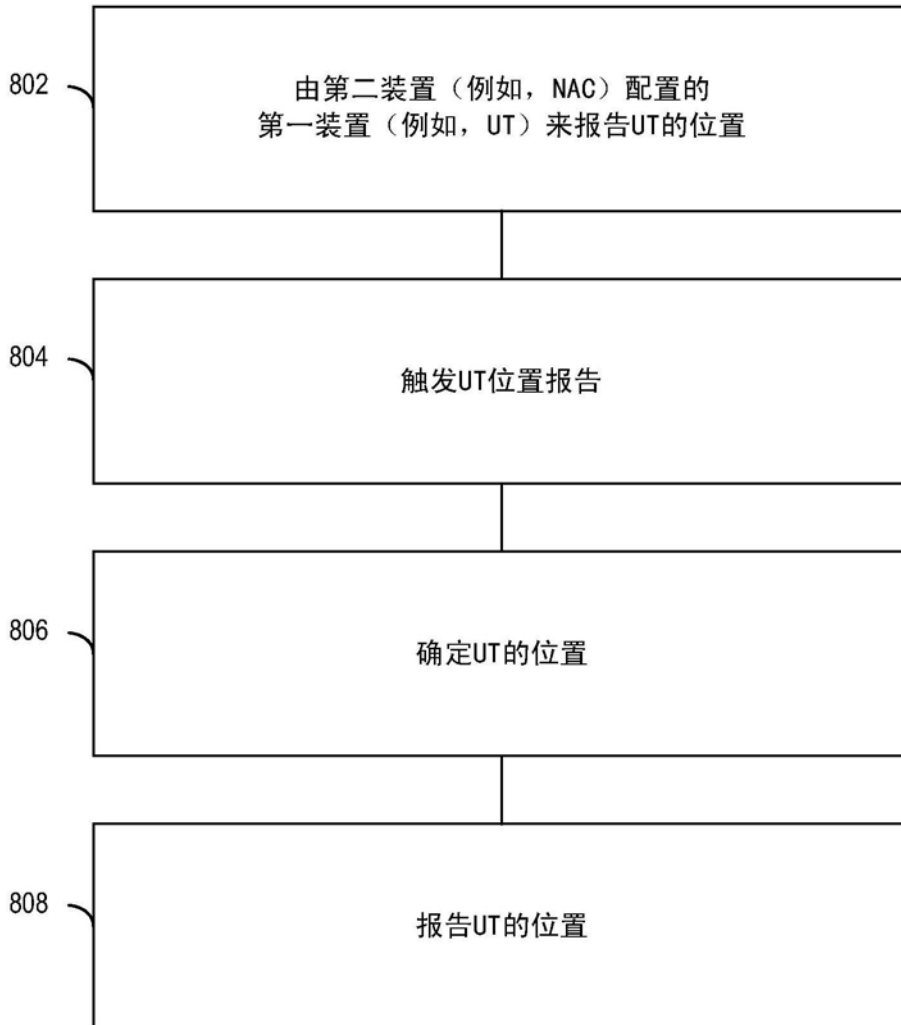 802
由第二装置（例如，NAC）配置的
第一装置（例如，UT）来报告UT的位置
804
触发UT位置报告
806
确定UT的位置
808
报告UT的位置